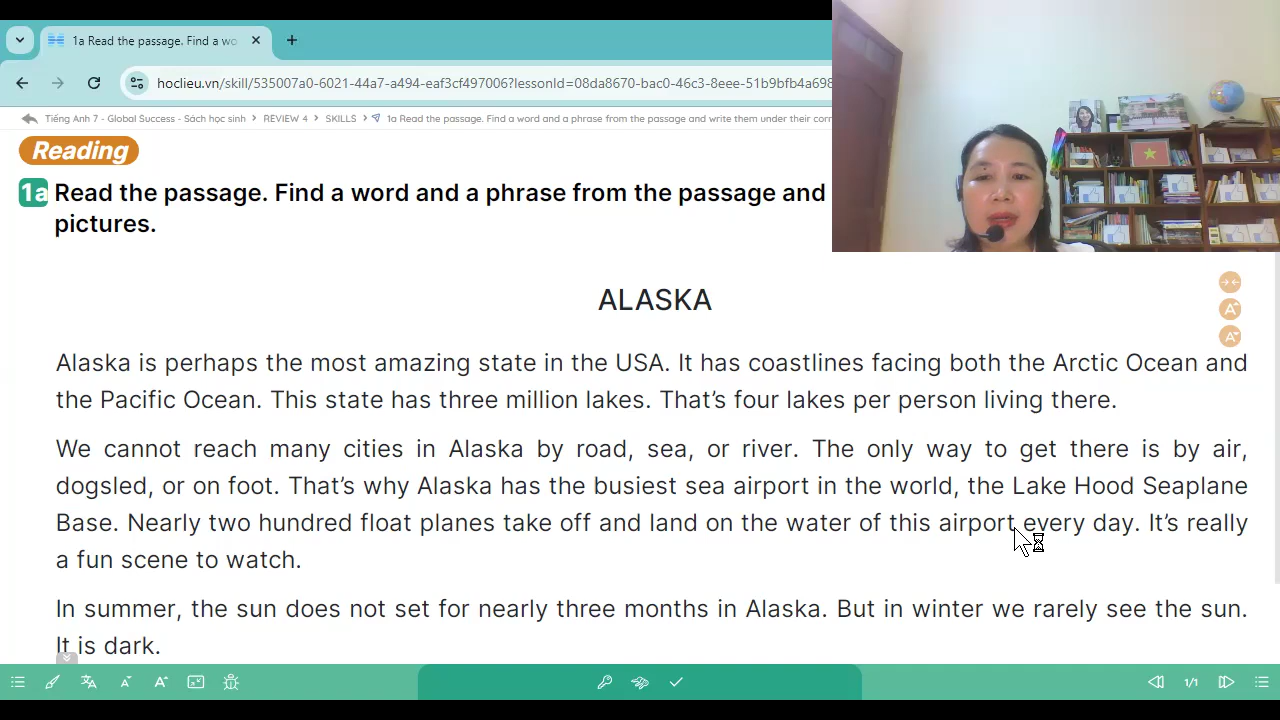 1a Read the passage. Find a wo
hoclieu.vn/skill/535007a0-6021-44a7-a494-eaf3cf497006?lessonId=08da8670-bac0-46c3-8eee-51b9bfb4a698
Tiếng Anh 7 - Global Success - Sách học sinh > REVIEW 4 > SKILLS > 1a Read the passage. Find a word and a phrase from the passage and write them under their corr
Reading
1a Read the passage. Find a word and a phrase from the passage and
pictures.
ALASKA
Alaska is perhaps the most amazing state in the USA. It has coastlines facing both the Arctic Ocean and
the Pacific Ocean. This state has three million lakes. That's four lakes per person living there.
We cannot reach many cities in Alaska by road, sea, or river. The only way to get there is by air,
dogsled, or on foot. That's why Alaska has the busiest sea airport in the world, the Lake Hood Seaplane
Base. Nearly two hundred float planes take off and land on the water of this airport every day. It's really
a fun scene to watch.
In summer, the sun does not set for nearly three months in Alaska. But in winter we rarely see the sun.
It is dark.
1/1